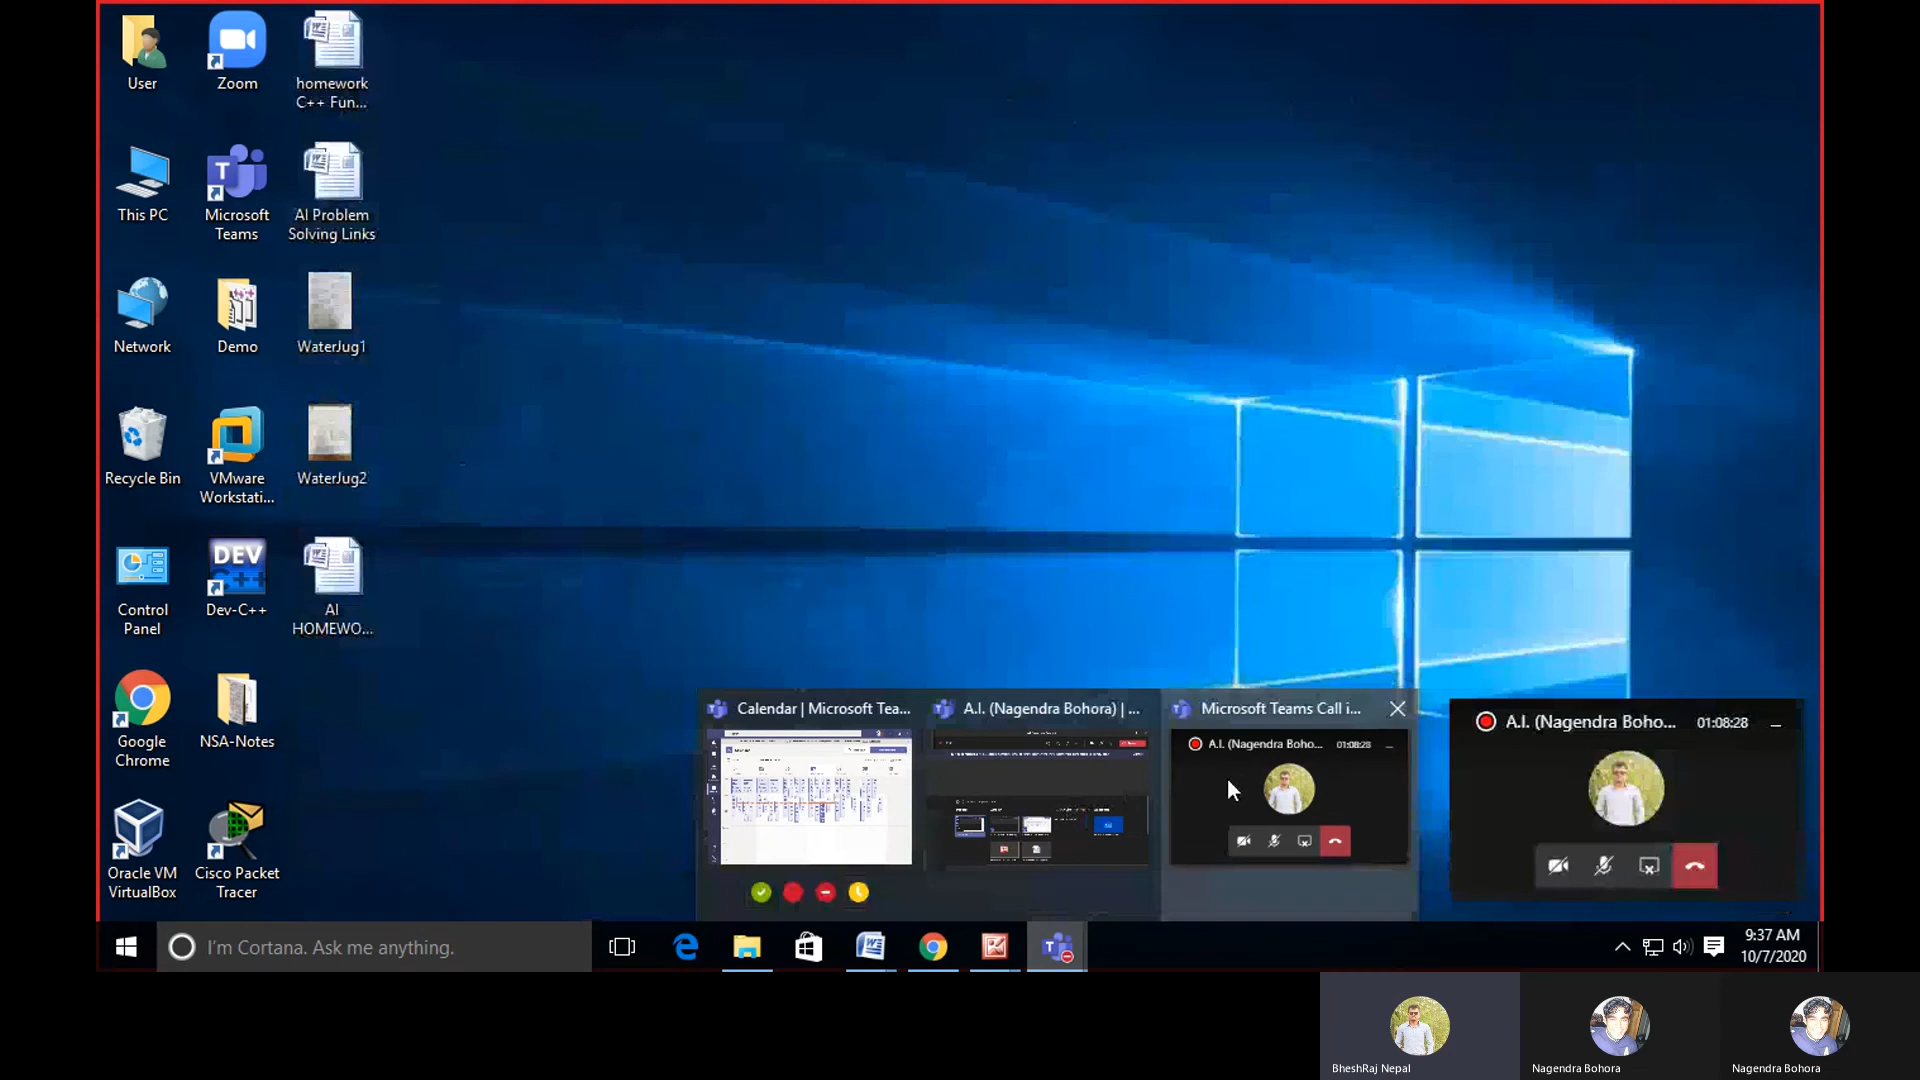 User
Zoom
homework
C++ Fun...
This PC
Microsoft
Teams
AI Problem
Solving Links
Network
Demo
WaterJug1
Recycle Bin
VMware
Workstati...
WaterJug2
Control
Panel
DEV
C++
Dev-C++
AI
HOMEWO...
Google
Chrome
NSA-Notes
Oracle VM
VirtualBox
Cisco Packet
Tracer
Calendar | Microsoft Tea...
A.I. (Nagendra Bohora) | ...
Microsoft Teams Call i...
A.I. (Nagendra Boho... 01:08:28
A.I. (Nagendra Boho... 01:08:28
I'm Cortana. Ask me anything.
9:37 AM
10/7/2020
BheshRaj Nepal
Nagendra Bohora
Nagendra Bohora